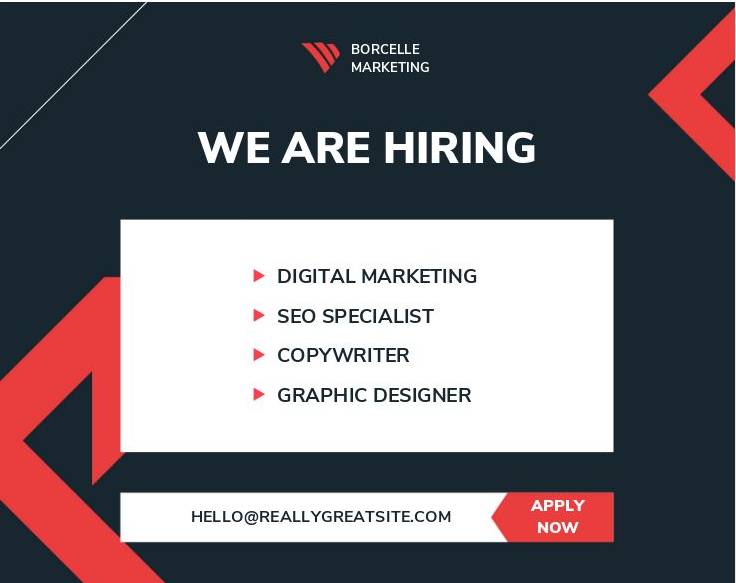 BORCELLE
MARKETING
WE ARE HIRING
DIGITAL MARKETING
SEO SPECIALIST
COPYWRITER
GRAPHIC DESIGNER
HELLO@REALLYGREATSITE.COM
APPLY
NOW